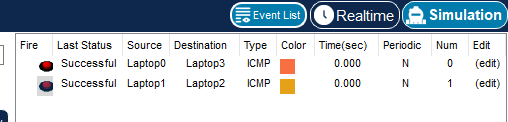 Event List Realtime Simulation
Fire Last Status Source Destination Type Color Time(sec) Periodic Num Edit
Successful Laptop0 Laptop3 ICMP 0.000 N 0 (edit)
Successful Laptop1 Laptop2 ICMP 0.000 N 1 (edit)